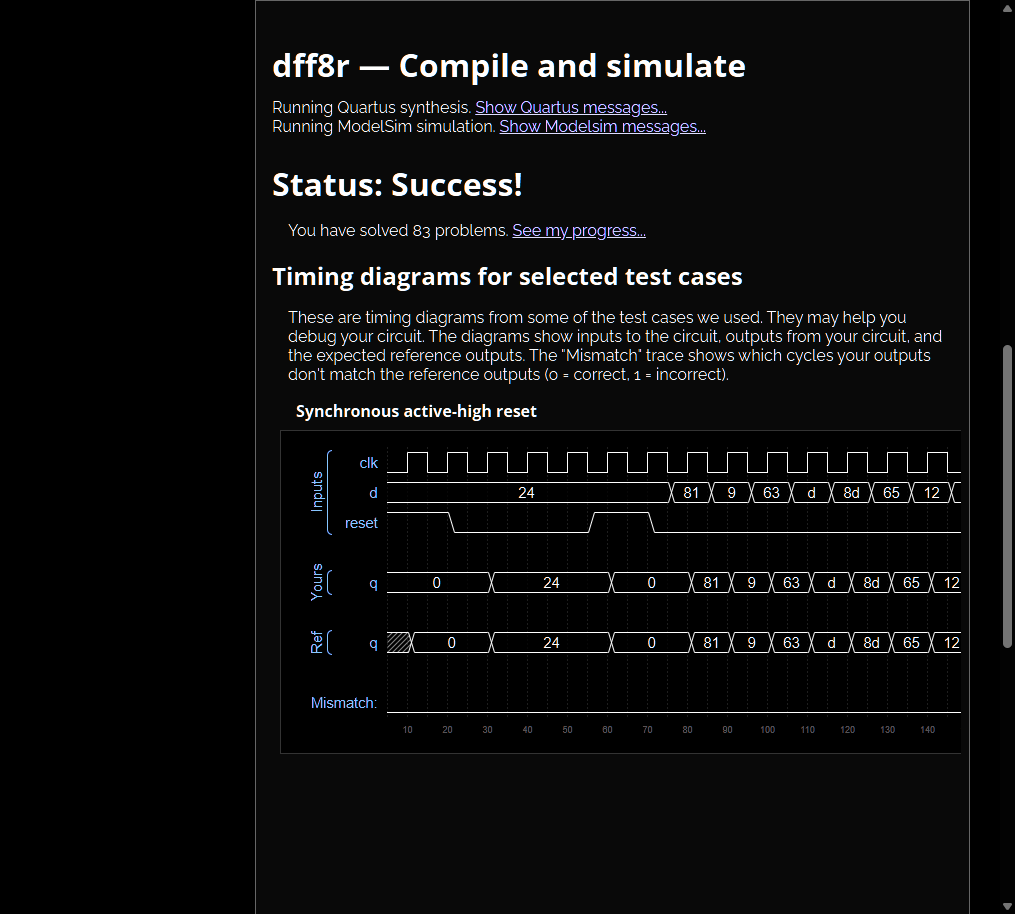 dff8r — Compile and simulate
Running Quartus synthesis. Show Quartus messages...
Running ModelSim simulation. Show Modelsim messages...
Status: Success!
You have solved 83 problems. See my progress...
Timing diagrams for selected test cases
These are timing diagrams from some of the test cases we used. They may help you
debug your circuit. The diagrams show inputs to the circuit, outputs from your circuit, and
the expected reference outputs. The "Mismatch" trace shows which cycles your outputs
don't match the reference outputs (0 = correct, 1 = incorrect).
Synchronous active-high reset
Inputs
clk
d 24 81 9 63 d 8d 65 12
reset
Yours
q 0 24 0 81 9 63 d 8d 65 12
Ref
q 0 24 0 81 9 63 d 8d 65 12
Mismatch:
10 20 30 40 50 60 70 80 90 100 110 120 130 140